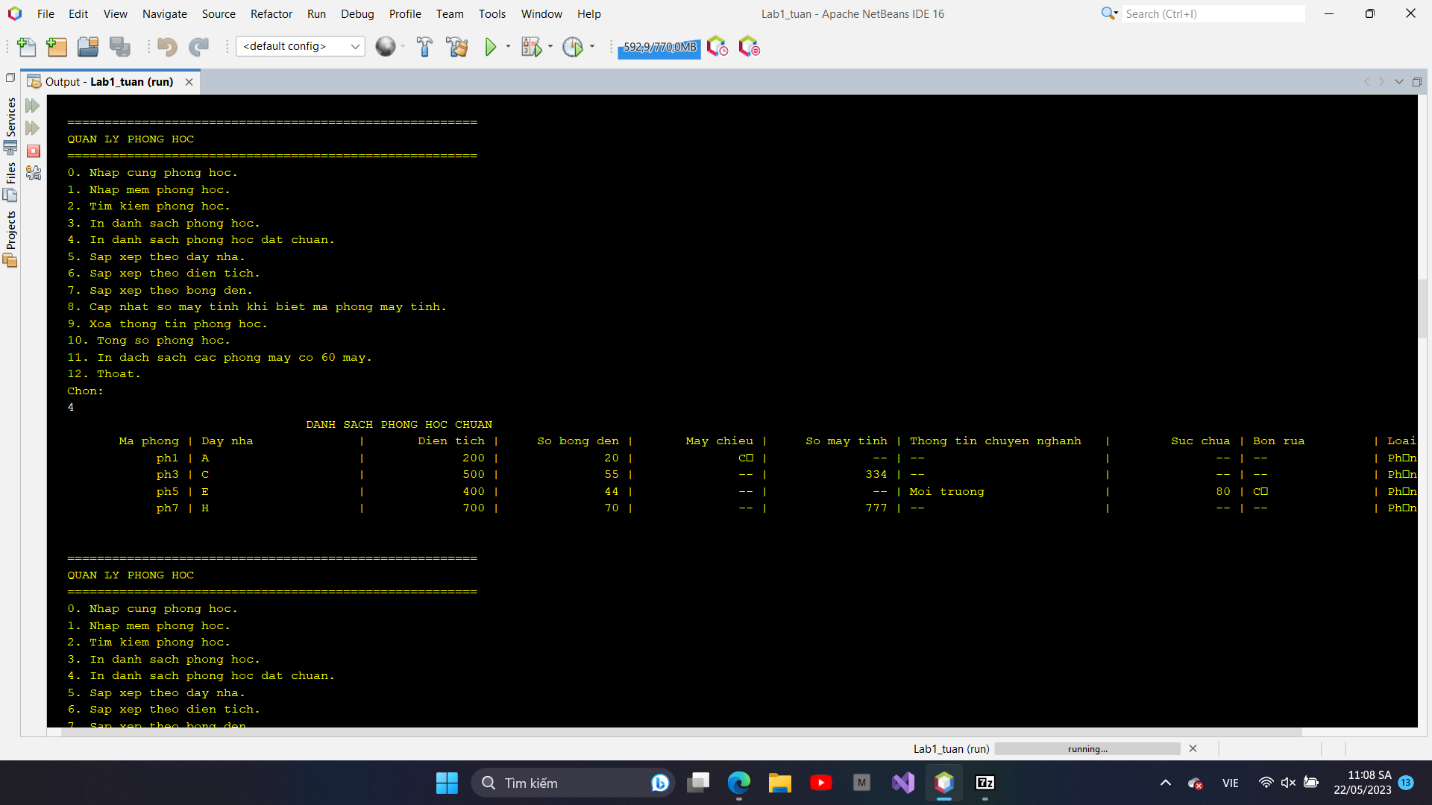 File Edit View Navigate Source Refactor Run Debug Profile Team Tools Window Help
Lab1_tuan - Apache NetBeans IDE 16
Search (Ctrl+I)
<default config>
592,9/770,0MB
Output - Lab1_tuan (run)
Services
Files
Projects
=======================================================
QUAN LY PHONG HOC
=======================================================
0. Nhap cung phong hoc.
1. Nhap mem phong hoc.
2. Tim kiem phong hoc.
3. In danh sach phong hoc.
4. In danh sach phong hoc dat chuan.
5. Sap xep theo day nha.
6. Sap xep theo dien tich.
7. Sap xep theo bong den.
8. Cap nhat so may tinh khi biet ma phong may tinh.
9. Xoa thong tin phong hoc.
10. Tong so phong hoc.
11. In dach sach cac phong may co 60 may.
12. Thoat.
Chon:
4
DANH SACH PHONG HOC CHUAN
Ma phong | Day nha | Dien tich | So bong den | May chieu | So may tinh | Thong tin chuyen nghanh | Suc chua | Bon rua | Loai
ph1 | A | 200 | 20 | C□ | -- | -- | -- | -- | Ph□n
ph3 | C | 500 | 55 | -- | 334 | -- | -- | -- | Ph□n
ph5 | E | 400 | 44 | -- | -- | Moi truong | 80 | C□ | Ph□n
ph7 | H | 700 | 70 | -- | 777 | -- | -- | -- | Ph□n
=======================================================
QUAN LY PHONG HOC
=======================================================
0. Nhap cung phong hoc.
1. Nhap mem phong hoc.
2. Tim kiem phong hoc.
3. In danh sach phong hoc.
4. In danh sach phong hoc dat chuan.
5. Sap xep theo day nha.
6. Sap xep theo dien tich.
7. Sap xep theo bong den.
Lab1_tuan (run)
running...
Tìm kiếm
M
7z
VIE
11:08 SA
22/05/2023
13